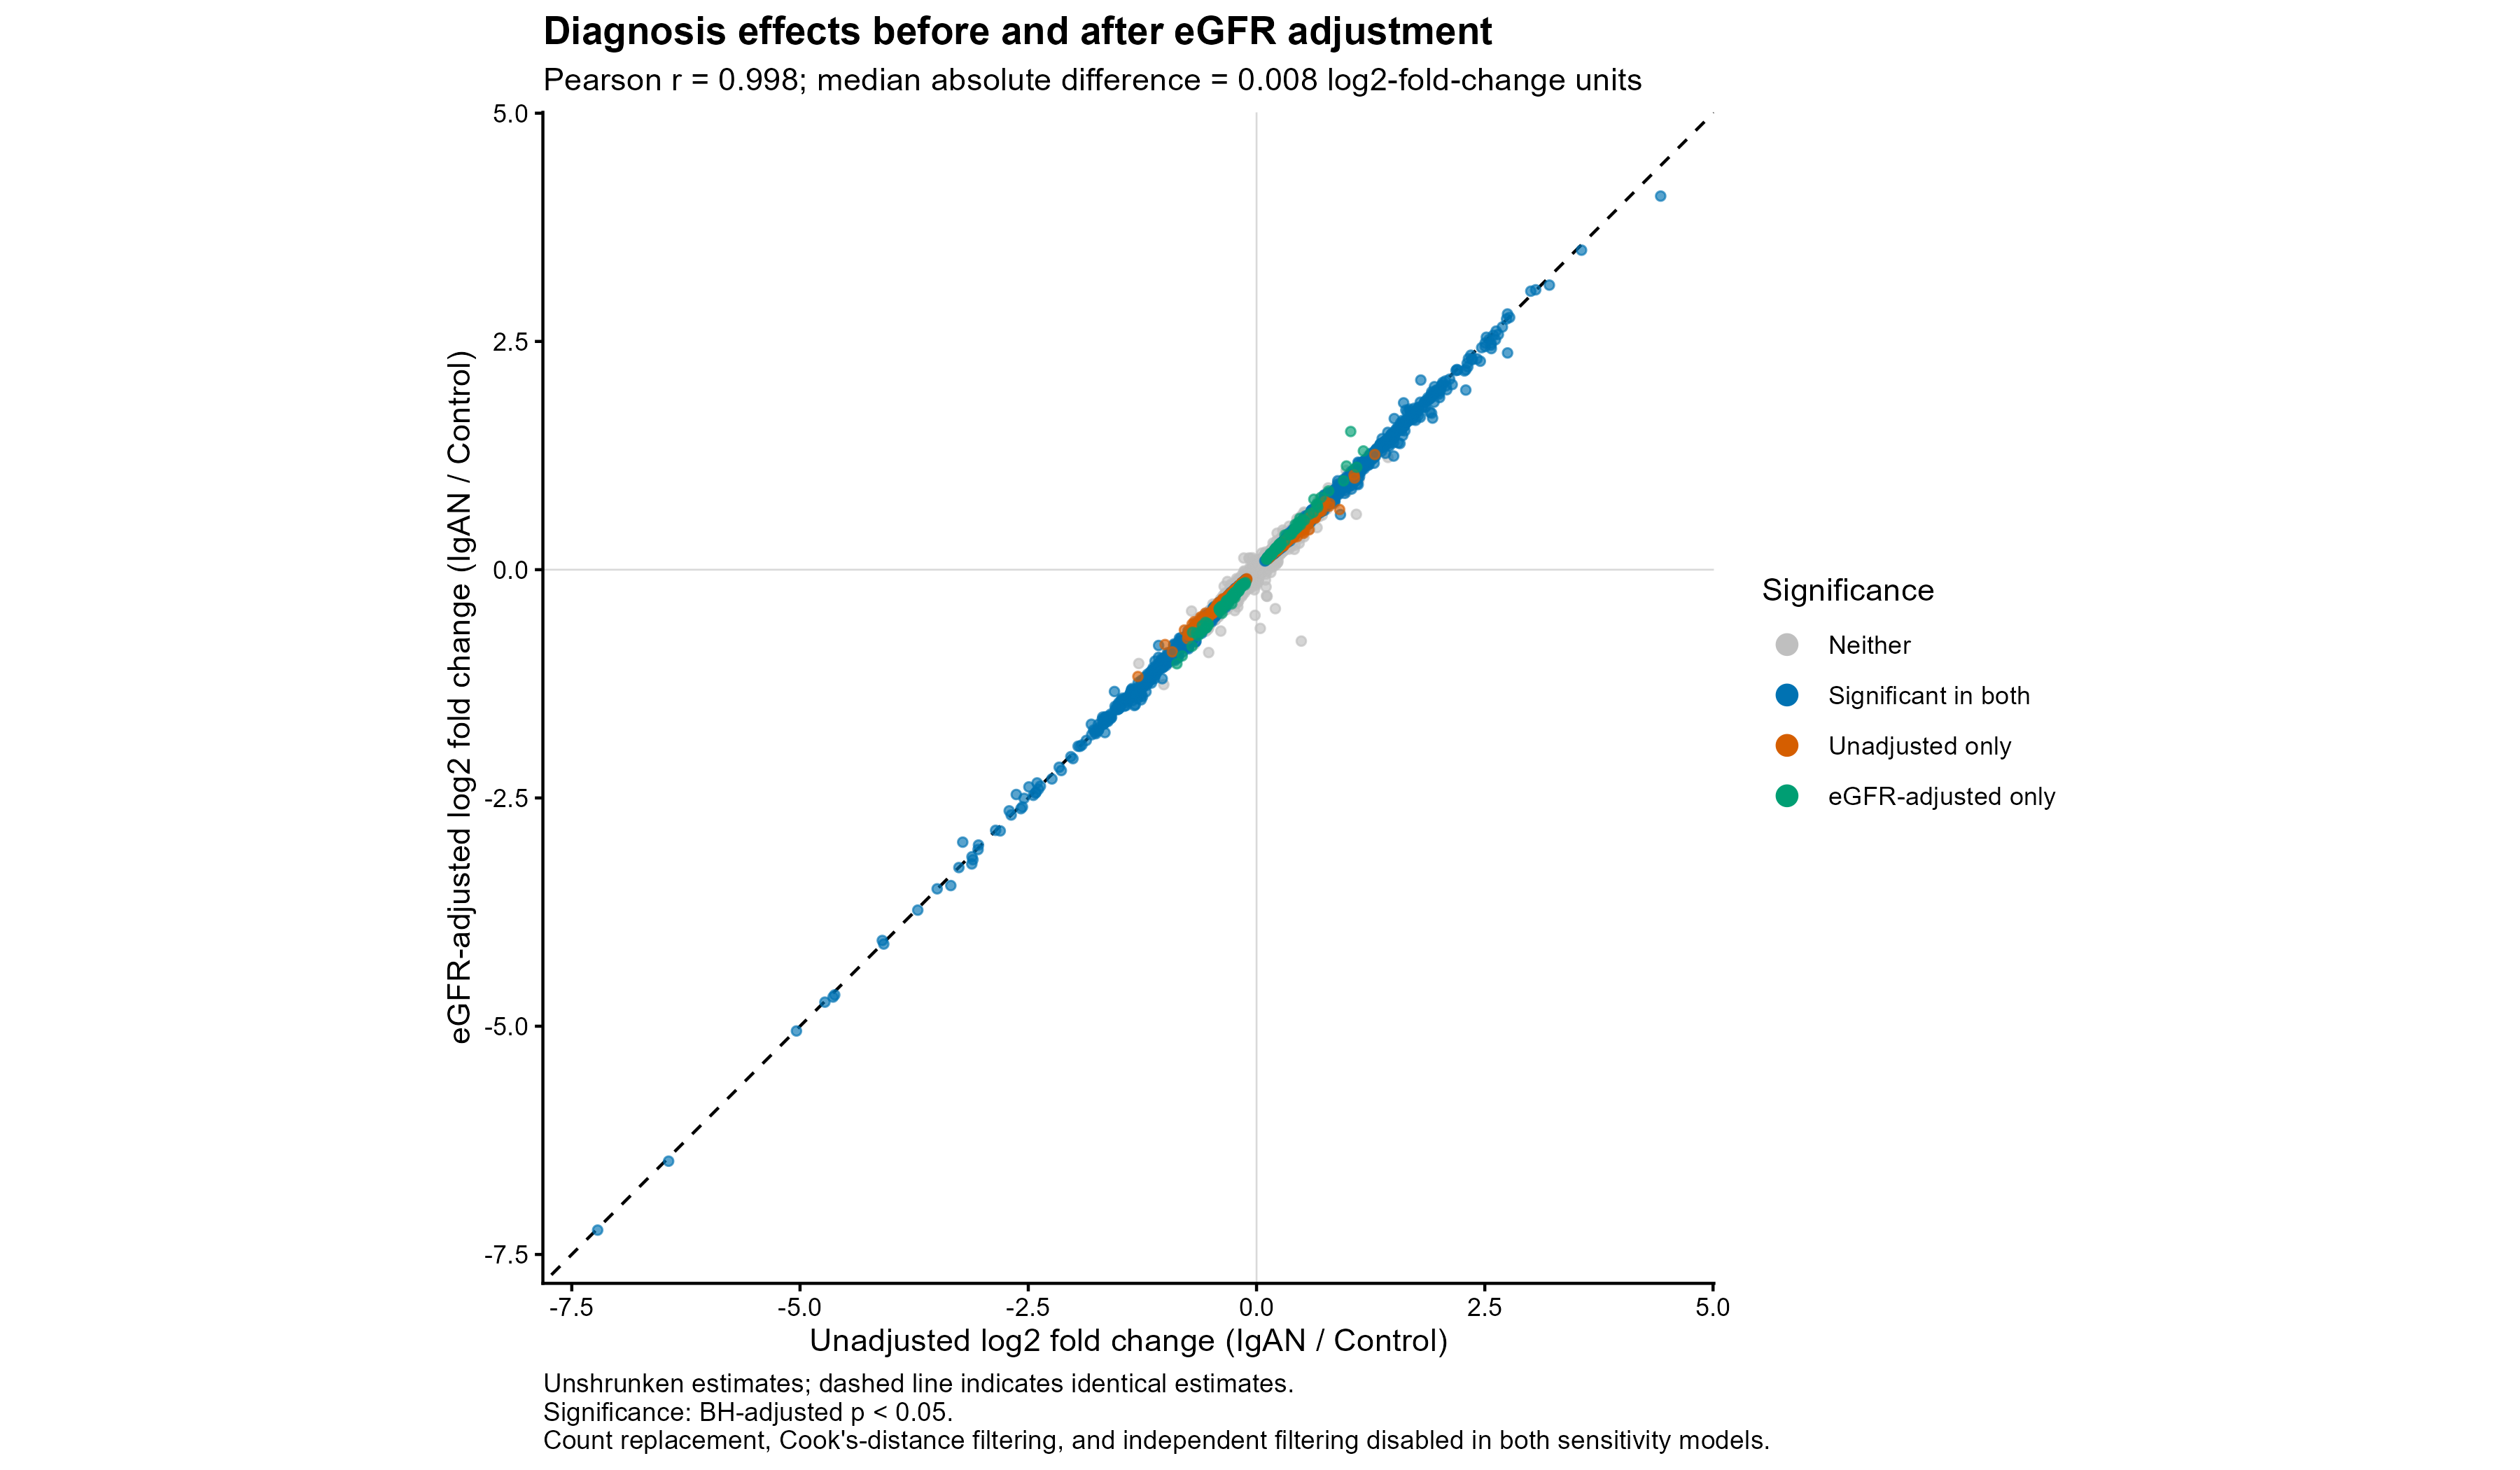 Diagnosis effects before and after eGFR adjustment
Pearson r = 0.998; median absolute difference = 0.008 log2-fold-change units
eGFR-adjusted log2 fold change (IgAN / Control)
5.0
2.5
0.0
-2.5
-5.0
-7.5
-7.5
-5.0
-2.5
0.0
2.5
5.0
Unadjusted log2 fold change (IgAN / Control)
Significance
Neither
Significant in both
Unadjusted only
eGFR-adjusted only
Unshrunken estimates; dashed line indicates identical estimates.
Significance: BH-adjusted p < 0.05.
Count replacement, Cook's-distance filtering, and independent filtering disabled in both sensitivity models.